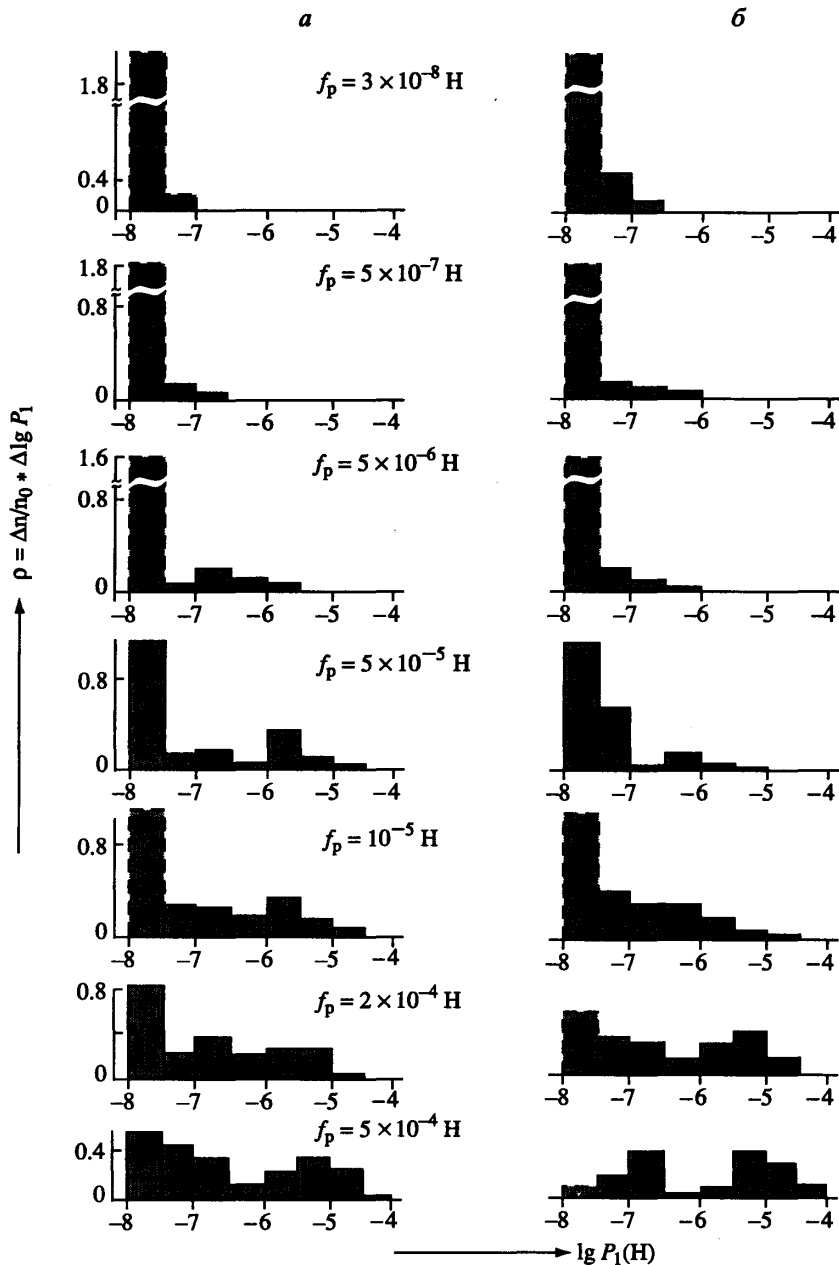 а б
1.8
0.4
0
f_p = 3 × 10⁻⁸ Н
–8 –7 –6 –5 –4 –8 –7 –6 –5 –4
1.8
0.8
0
f_p = 5 × 10⁻⁷ Н
–8 –7 –6 –5 –4 –8 –7 –6 –5 –4
1.6
0.8
0
f_p = 5 × 10⁻⁶ Н
–8 –7 –6 –5 –4 –8 –7 –6 –5 –4
ρ = Δn/n₀ * Δlg P₁
0.8
0
f_p = 5 × 10⁻⁵ Н
–8 –7 –6 –5 –4 –8 –7 –6 –5 –4
0.8
0
f_p = 10⁻⁵ Н
–8 –7 –6 –5 –4 –8 –7 –6 –5 –4
0.8
0
f_p = 2 × 10⁻⁴ Н
–8 –7 –6 –5 –4 –8 –7 –6 –5 –4
0.4
0
f_p = 5 × 10⁻⁴ Н
–8 –7 –6 –5 –4 –8 –7 –6 –5 –4
lg P₁(Н)